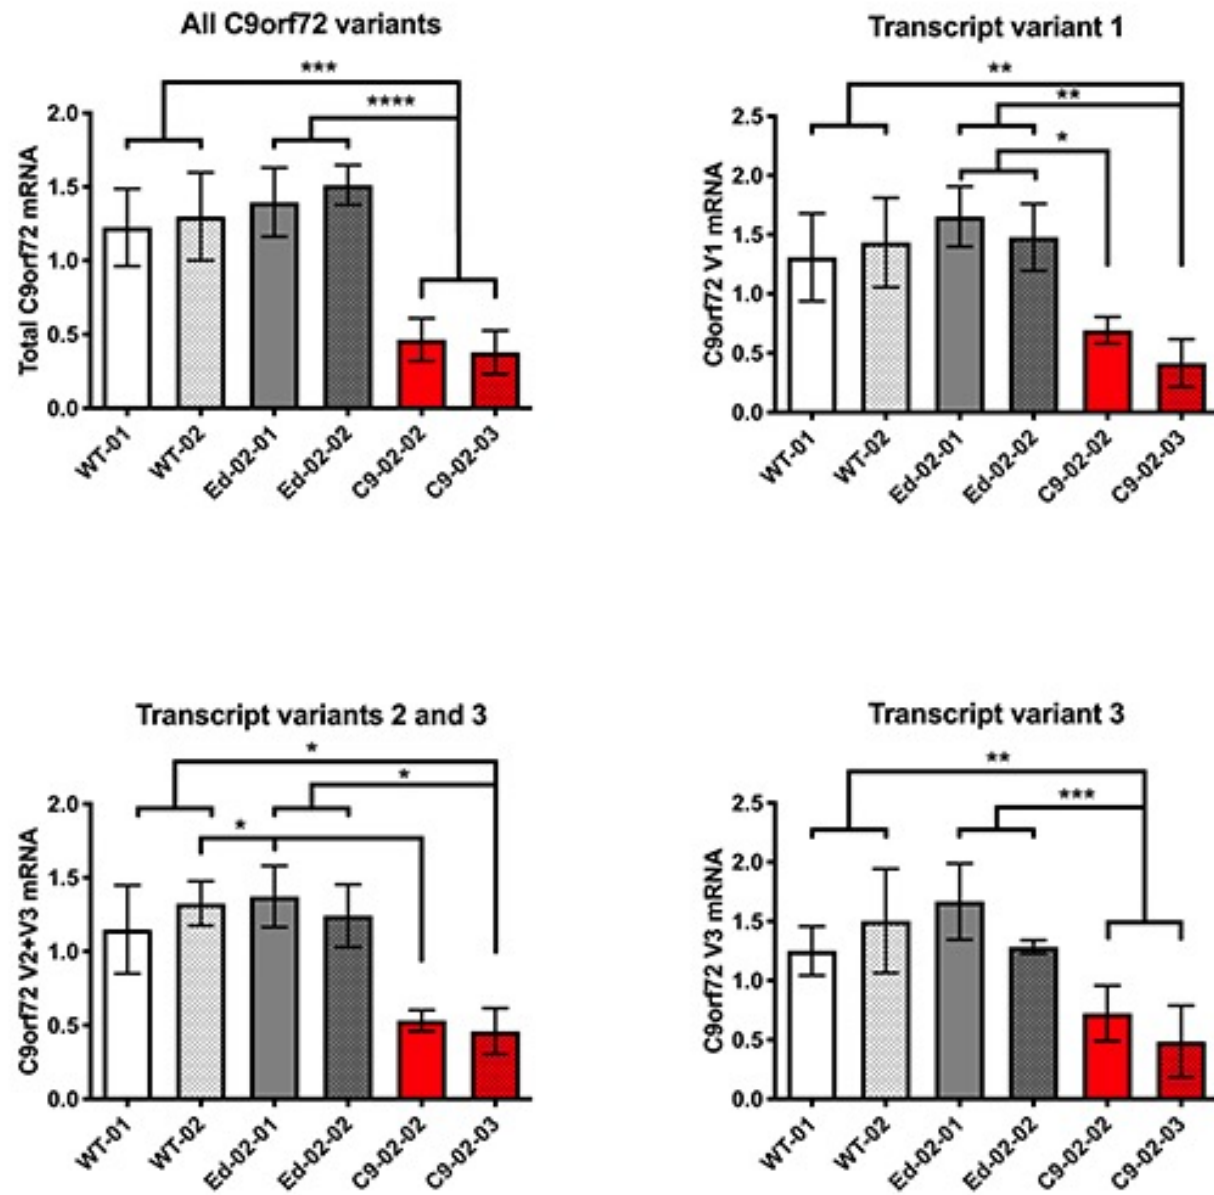 All C9orf72 variants
***
****
Total C9orf72 mRNA
2.0
1.5
1.0
0.5
0.0
WT-01
WT-02
Ed-02-01
Ed-02-02
C9-02-02
C9-02-03
Transcript variant 1
**
**
*
C9orf72 V1 mRNA
2.5
2.0
1.5
1.0
0.5
0.0
WT-01
WT-02
Ed-02-01
Ed-02-02
C9-02-02
C9-02-03
Transcript variants 2 and 3
*
*
*
C9orf72 V2+V3 mRNA
2.0
1.5
1.0
0.5
0.0
WT-01
WT-02
Ed-02-01
Ed-02-02
C9-02-02
C9-02-03
Transcript variant 3
**
***
C9orf72 V3 mRNA
2.5
2.0
1.5
1.0
0.5
0.0
WT-01
WT-02
Ed-02-01
Ed-02-02
C9-02-02
C9-02-03